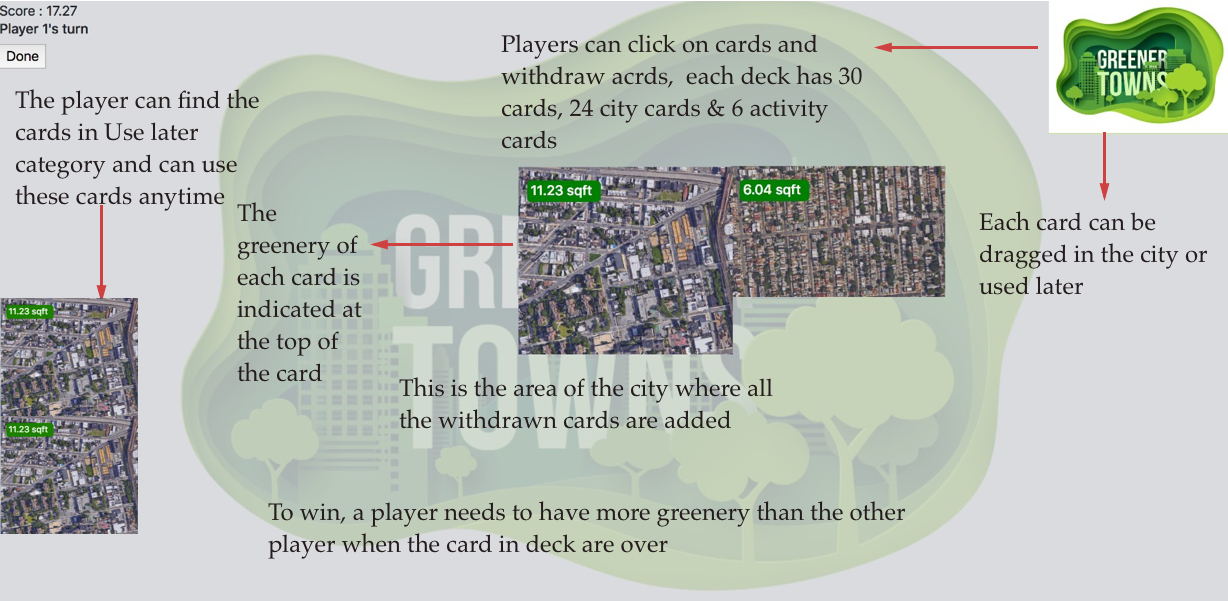 Score : 17.27
Player 1's turn
Done
The player can find the
cards in Use later
category and can use
these cards anytime
Players can click on cards and
withdraw acrds,  each deck has 30
cards, 24 city cards & 6 activity
cards
GREENER
TOWNS
The
greenery of
each card is
indicated at
the top of
the card
11.23 sqft
6.04 sqft
Each card can be
dragged in the city or
used later
GRE
TOWNS
11.23 sqft
11.23 sqft
This is the area of the city where all
the withdrawn cards are added
To win, a player needs to have more greenery than the other
player when the card in deck are over